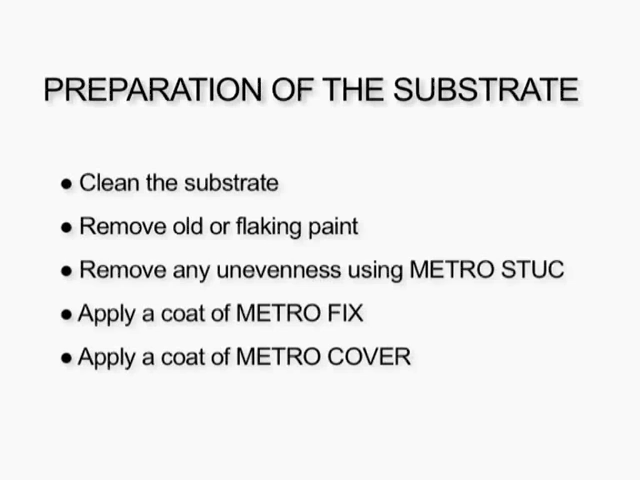 PREPARATION OF THE SUBSTRATE
● Clean the substrate
● Remove old or flaking paint
● Remove any unevenness using METRO STUC
● Apply a coat of METRO FIX
● Apply a coat of METRO COVER